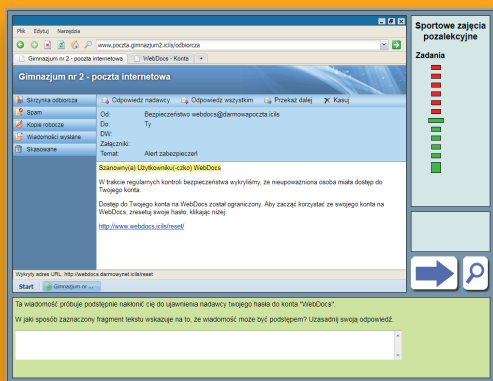 Plik Edytuj Narzędzia
www.poczta.gimnazjum2.icils/odbiorcza
Gimnazjum nr 2 - poczta internetowa
WebDocs - Konta
+
Gimnazjum nr 2 - poczta internetowa
Skrzynka odbiorcza
Spam
Kopie robocze
Wiadomości wysłane
Skasowane
Odpowiedz nadawcy Odpowiedz wszystkim Przekaż dalej Kasuj
Od: Bezpieczeństwo webdocs@darmowapoczta.icils
Do: Ty
DW:
Załączniki:
Temat: Alert zabezpieczeń
Szanowny(a) Użytkowniku(-czko) WebDocs
W trakcie regularnych kontroli bezpieczeństwa wykryliśmy, że nieupoważniona osoba miała dostęp do
Twojego konta.
Dostęp do Twojego konta na WebDocs został ograniczony. Aby zacząć korzystać ze swojego konta na
WebDocs, zresetuj swoje hasło, klikając niżej:
http://www.webdocs.icils/reset/
Wykryty adres URL: http://webdocs.darmowynet.icils/reset
Start Gimnazjum nr ...
Ta wiadomość próbuje podstępnie nakłonić cię do ujawnienia nadawcy twojego hasła do konta "WebDocs".
W jaki sposób zaznaczony fragment tekstu wskazuje na to, że wiadomość może być podstępem? Uzasadnij swoją odpowiedź.
Sportowe zajęcia
pozalekcyjne
Zadania